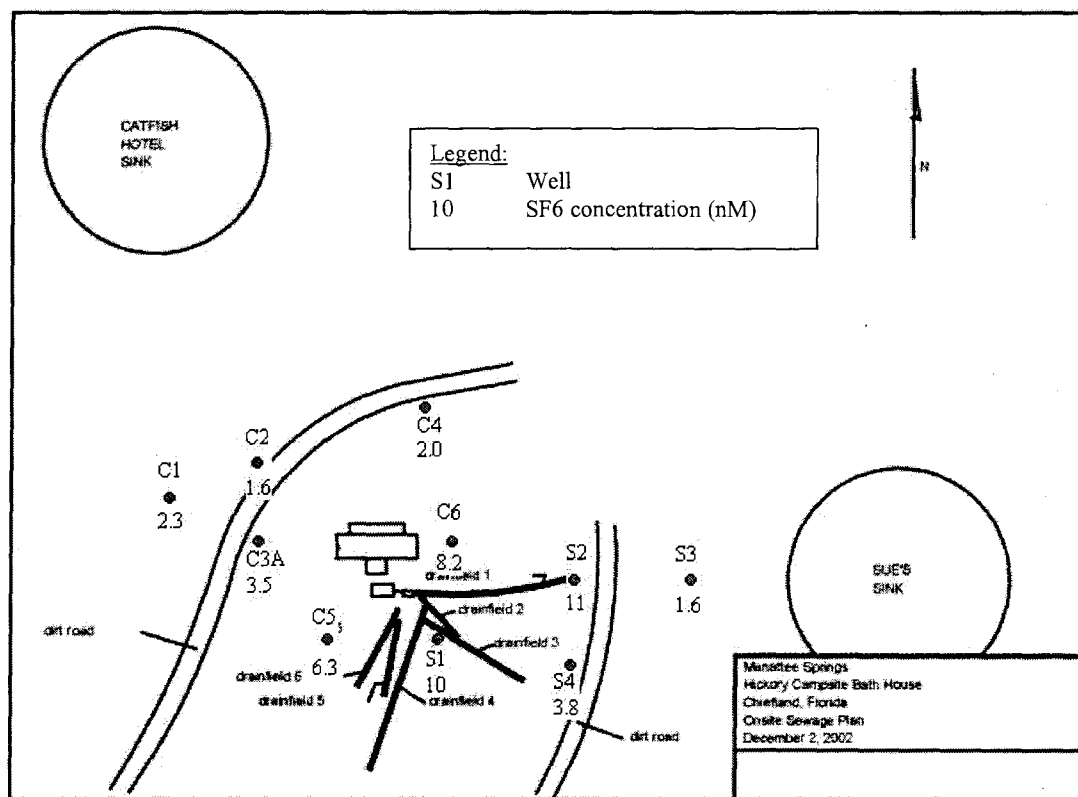 CATFISH
HOTEL
SINK
Legend:
S1 Well
10 SF6 concentration (nM)
N
C4
2.0
C2
1.6
C1
2.3
C6
8.2
C3A
3.5
drainfield 1
S2
11
S3
1.6
SUE'S
SINK
drainfield 2
dirt road
C5
6.3
S1
10
drainfield 3
drainfield 6
drainfield 5
drainfield 4
S4
3.8
dirt road
Manattee Springs
Hickory Campsite Bath House
Chiefland, Florida
Onsite Sewage Plan
December 2, 2002